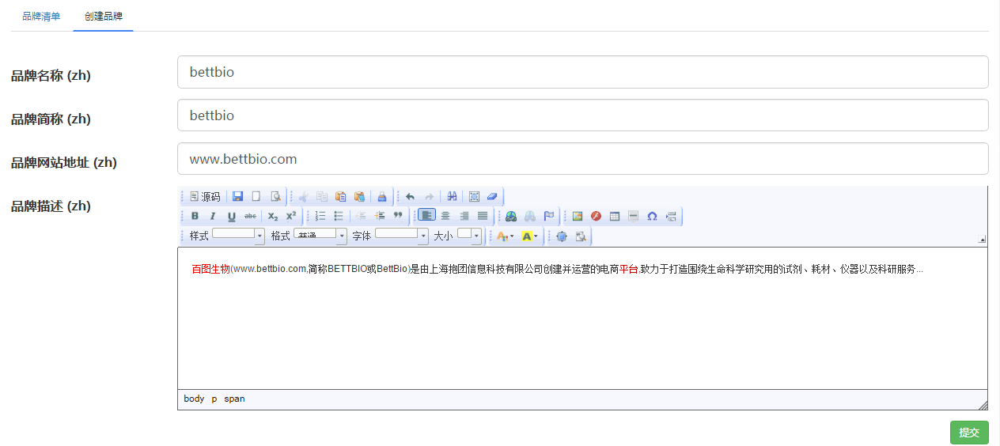 品牌清单 创建品牌
品牌名称 (zh) bettbio
品牌简称 (zh) bettbio
品牌网站地址 (zh) www.bettbio.com
品牌描述 (zh) 源码
B I U abc X₂ X²
样式 格式 普通 字体 大小 A A
百图生物(www.bettbio.com,简称BETTBIO或BettBio)是由上海抱团信息科技有限公司创建并运营的电商平台,致力于打造围绕生命科学研究用的试剂、耗材、仪器以及科研服务...
body p span
提交